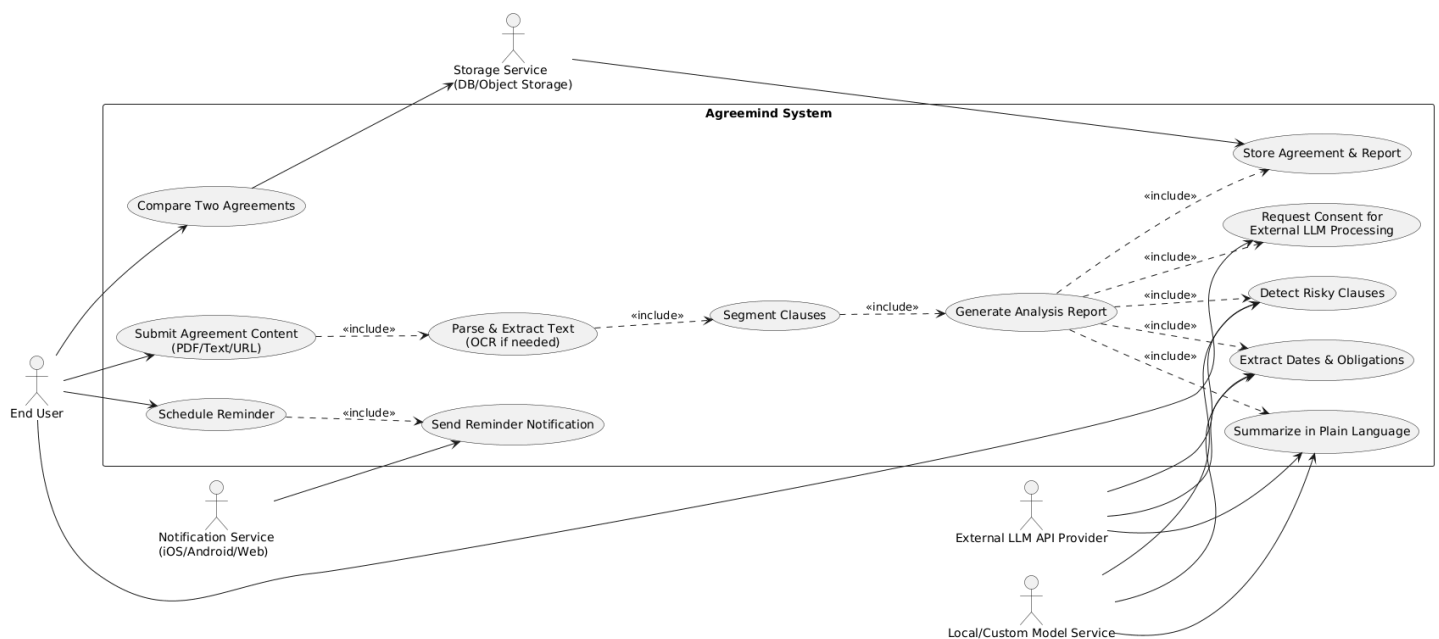 Storage Service
(DB/Object Storage)
Agreemind System
Store Agreement & Report
Compare Two Agreements
«include»
Request Consent for
External LLM Processing
«include»
Detect Risky Clauses
«include»
Segment Clauses
«include»
Generate Analysis Report
«include»
Parse & Extract Text
(OCR if needed)
«include»
Submit Agreement Content
(PDF/Text/URL)
«include»
Extract Dates & Obligations
«include»
Summarize in Plain Language
End User
Schedule Reminder
«include»
Send Reminder Notification
Notification Service
(iOS/Android/Web)
External LLM API Provider
Local/Custom Model Service